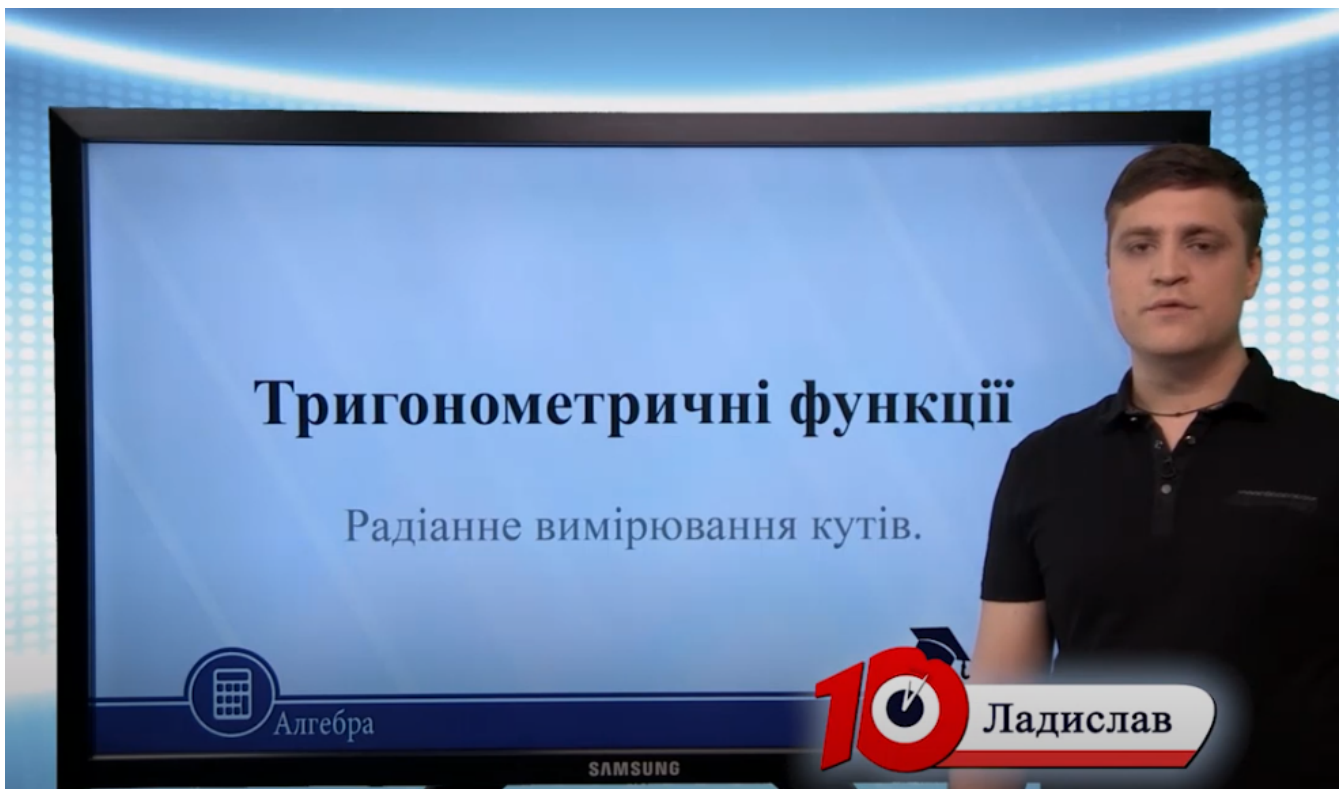 Тригонометричні функції
Радіанне вимірювання кутів.
Алгебра
10
Ладислав
SAMSUNG